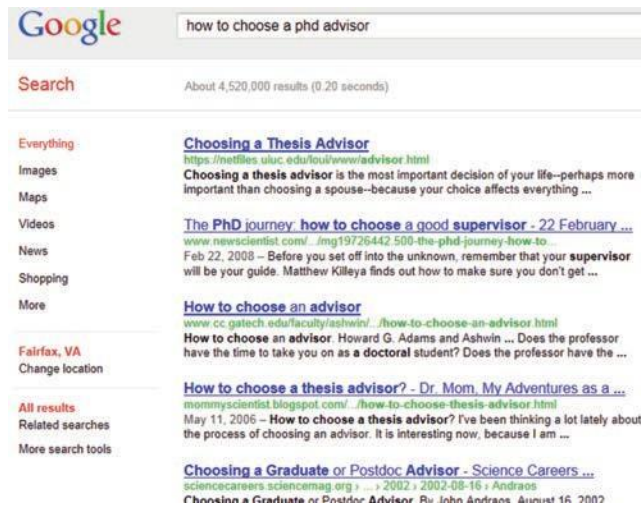 Google
how to choose a phd advisor
Search
About 4,520,000 results (0.20 seconds)
Everything
Images
Maps
Videos
News
Shopping
More
Fairfax, VA
Change location
All results
Related searches
More search tools
Choosing a Thesis Advisor
https://netfiles.uiuc.edu/loui/www/advisor.html
Choosing a thesis advisor is the most important decision of your life--perhaps more
important than choosing a spouse--because your choice affects everything ...
The PhD journey: how to choose a good supervisor - 22 February ...
www.newscientist.com/.../mg19726442.500-the-phd-journey-how-to...
Feb 22, 2008 – Before you set off into the unknown, remember that your supervisor
will be your guide. Matthew Killeya finds out how to make sure you don't get ...
How to choose an advisor
www.cc.gatech.edu/faculty/ashwin/.../how-to-choose-an-advisor.html
How to choose an advisor. Howard G. Adams and Ashwin ... Does the professor
have the time to take you on as a doctoral student? Does the professor have the ...
How to choose a thesis advisor? - Dr. Mom, My Adventures as a ...
mommyscientist.blogspot.com/.../how-to-choose-thesis-advisor.html
May 11, 2006 – How to choose a thesis advisor? I've been thinking a lot lately about
the process of choosing an advisor. It is interesting now, because I am ...
Choosing a Graduate or Postdoc Advisor - Science Careers ...
sciencecareers.sciencemag.org › ... › 2002 › 2002-08-16 › Andraos
Choosing a Graduate or Postdoc Advisor. By John Andraos. August 16, 2002